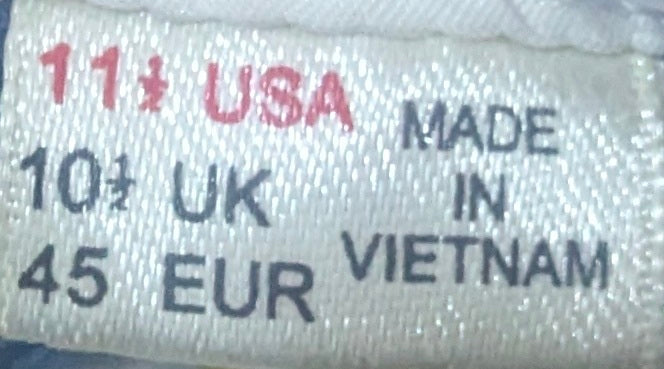 11½ USA
10½ UK
45 EUR
MADE
IN
VIETNAM